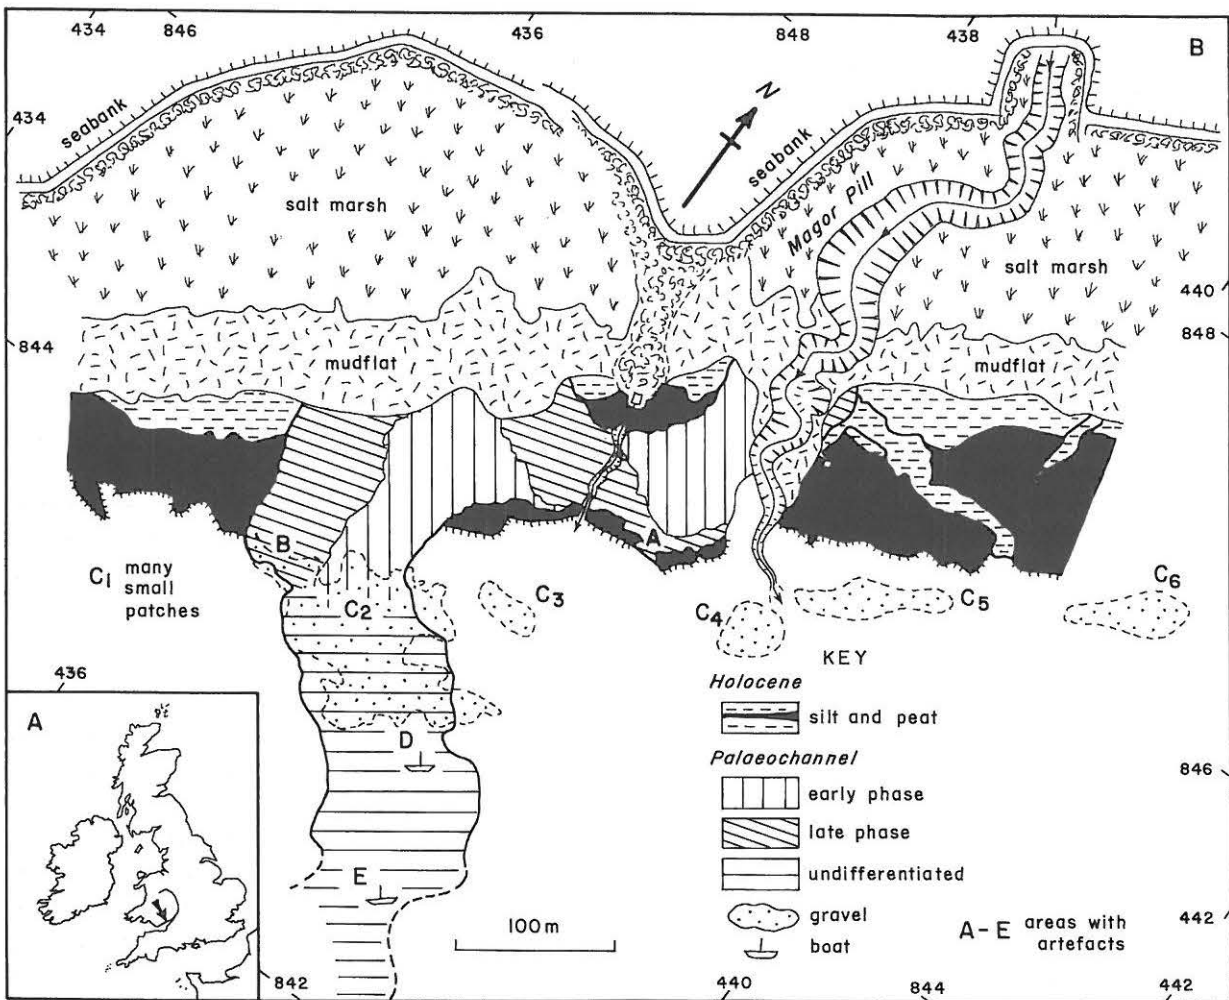 434 846 436 848 438 B
434
seabank
N
seabank
salt marsh
Magor Pill
salt marsh
440
848
844
mudflat
mudflat
B
A
C1 many
small
patches
C2
C3
C4
C5
C6
436
KEY
Holocene
silt and peat
Palaeochannel
early phase
late phase
undifferentiated
gravel
boat
A
D
846
E
100m
A-E areas with
artefacts
442
842 440 844 442